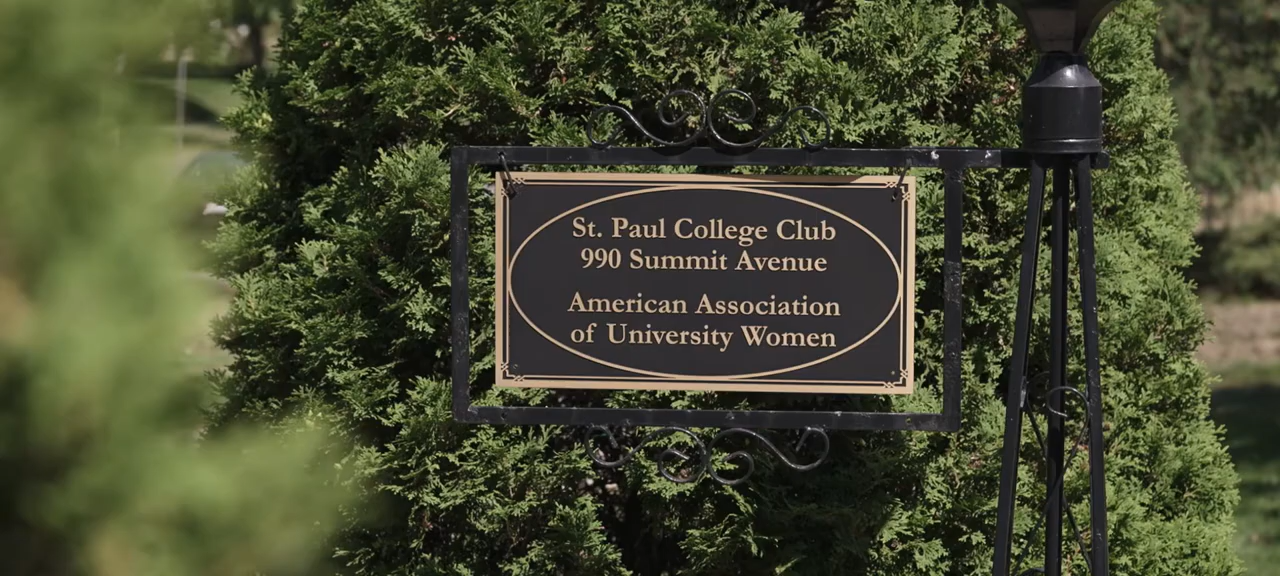 St. Paul College Club
990 Summit Avenue
American Association
of University Women